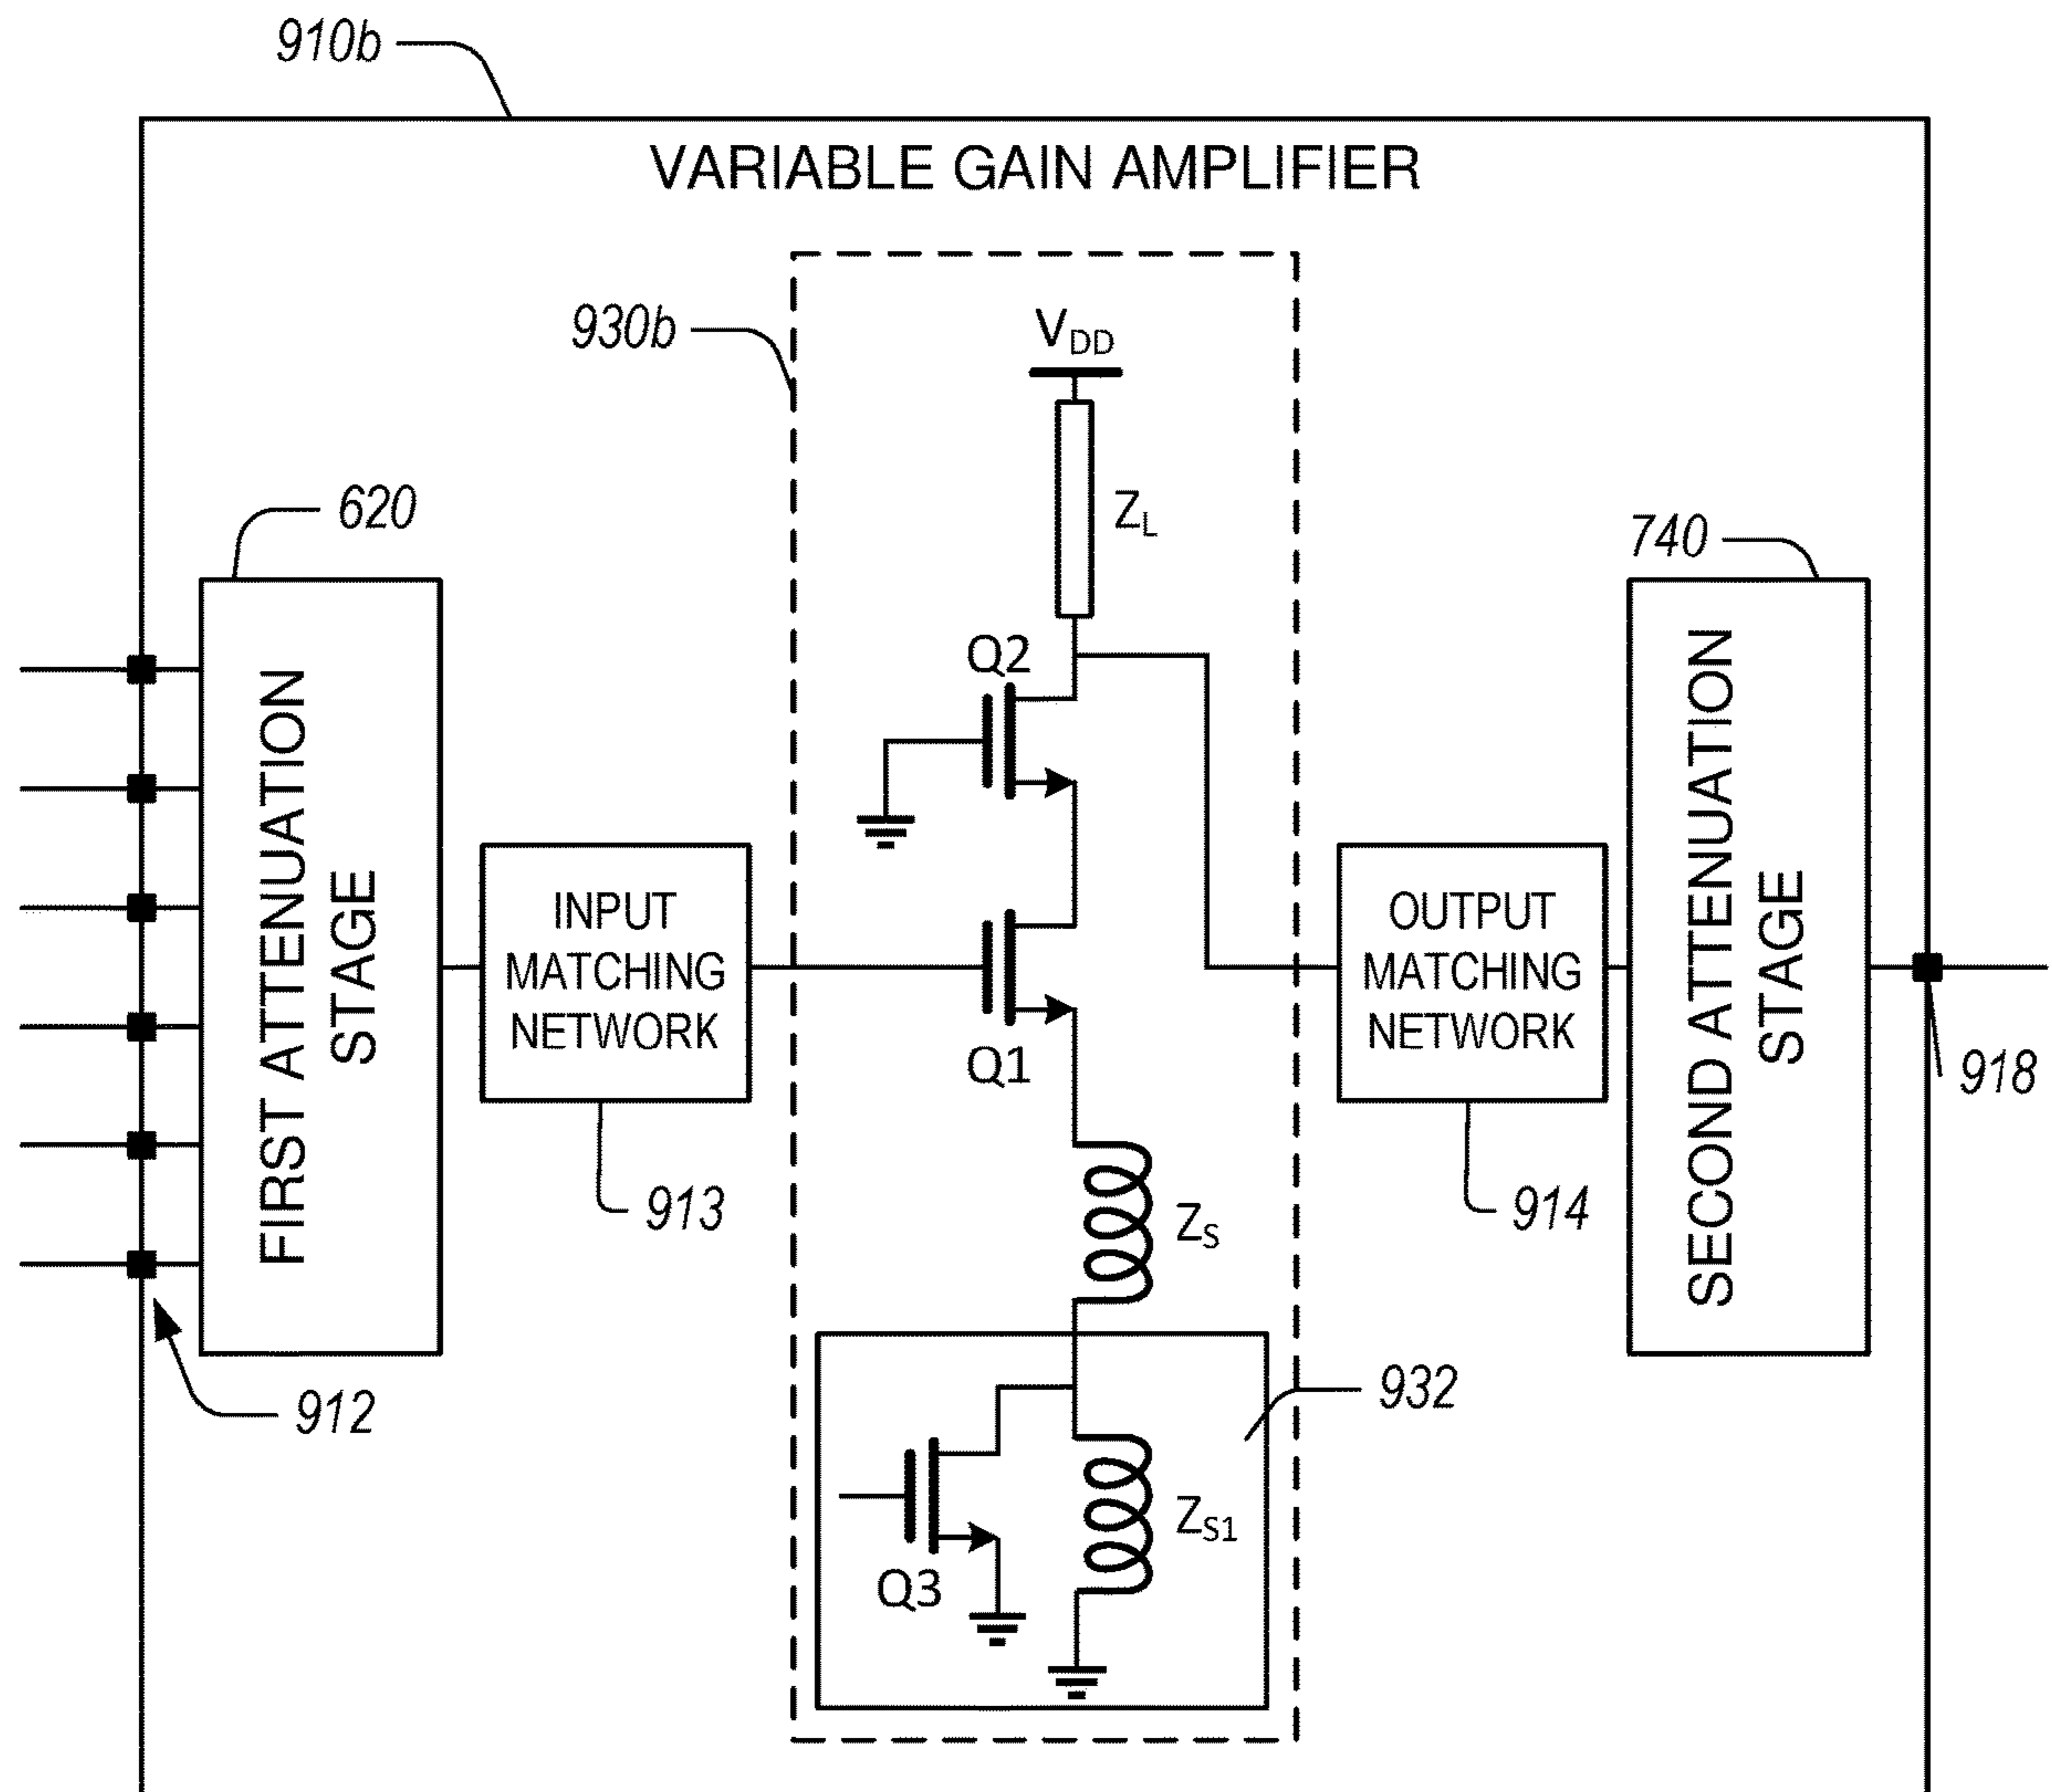 910b
VARIABLE GAIN AMPLIFIER
930b
VDD
ZL
620
740
Q2
FIRST ATTENUATION
STAGE
INPUT
MATCHING
NETWORK
Q1
OUTPUT
MATCHING
NETWORK
SECOND ATTENUATION
STAGE
918
913
914
ZS
912
932
ZS1
Q3